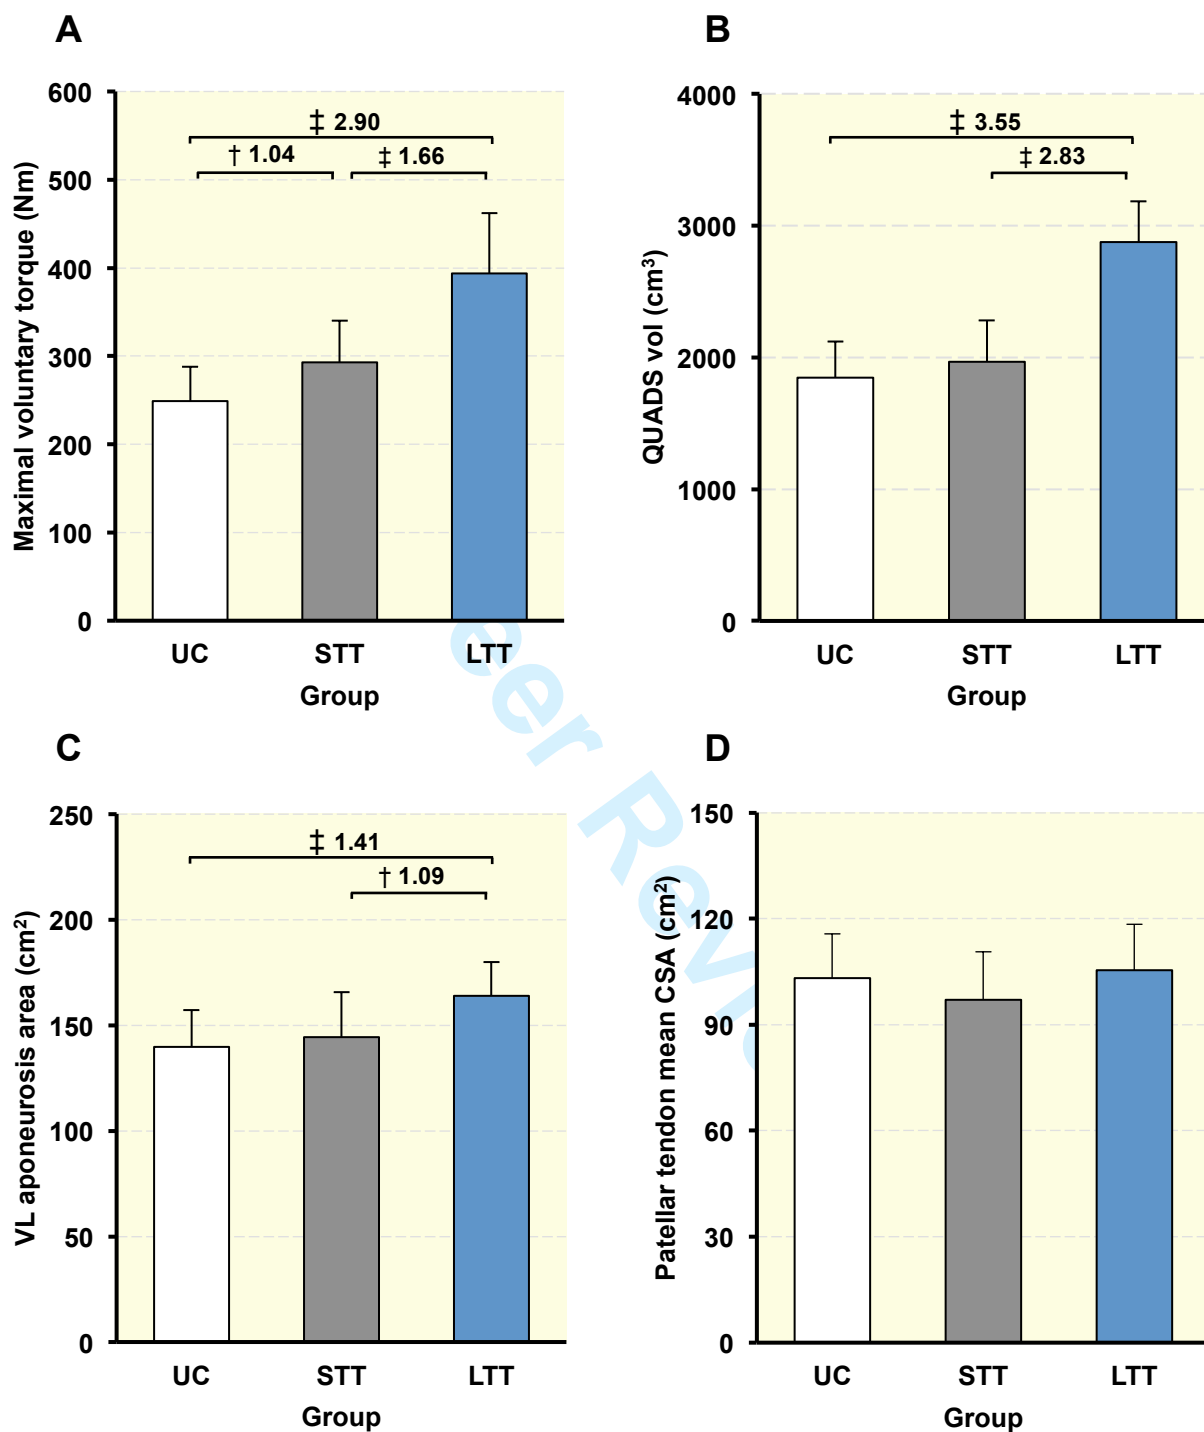 A
Maximal voluntary torque (Nm)
600
500
400
300
200
100
0
‡ 2.90
† 1.04
‡ 1.66
UC STT LTT
Group
B
QUADS vol (cm³)
4000
3000
2000
1000
0
‡ 3.55
‡ 2.83
UC STT LTT
Group
eer Revie
C
VL aponeurosis area (cm²)
250
200
150
100
50
0
‡ 1.41
† 1.09
UC STT LTT
Group
D
Patellar tendon mean CSA (cm²)
150
120
90
60
30
0
UC STT LTT
Group